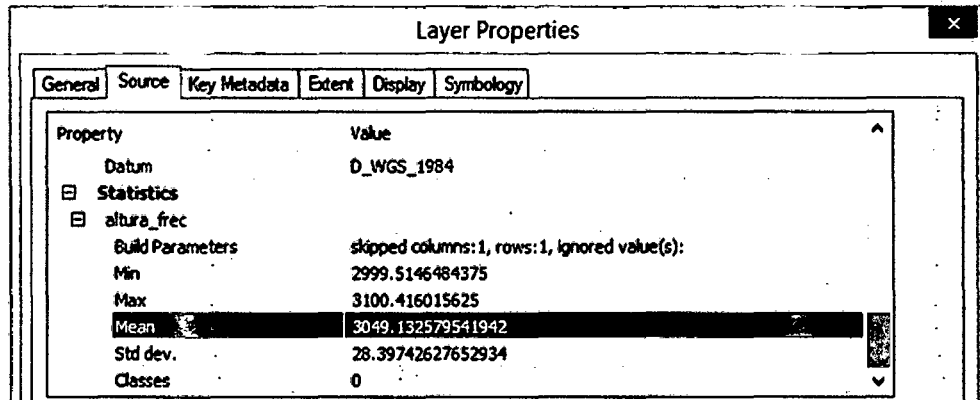 Layer Properties
General Source Key Metadata Extent Display Symbology
Property Value
Datum D_WGS_1984
Statistics
altura_frec
Build Parameters skipped columns:1, rows:1, ignored value(s):
Min 2999.5146484375
Max 3100.416015625
Mean 3049.132579541942
Std dev. 28.39742627652934
Classes 0